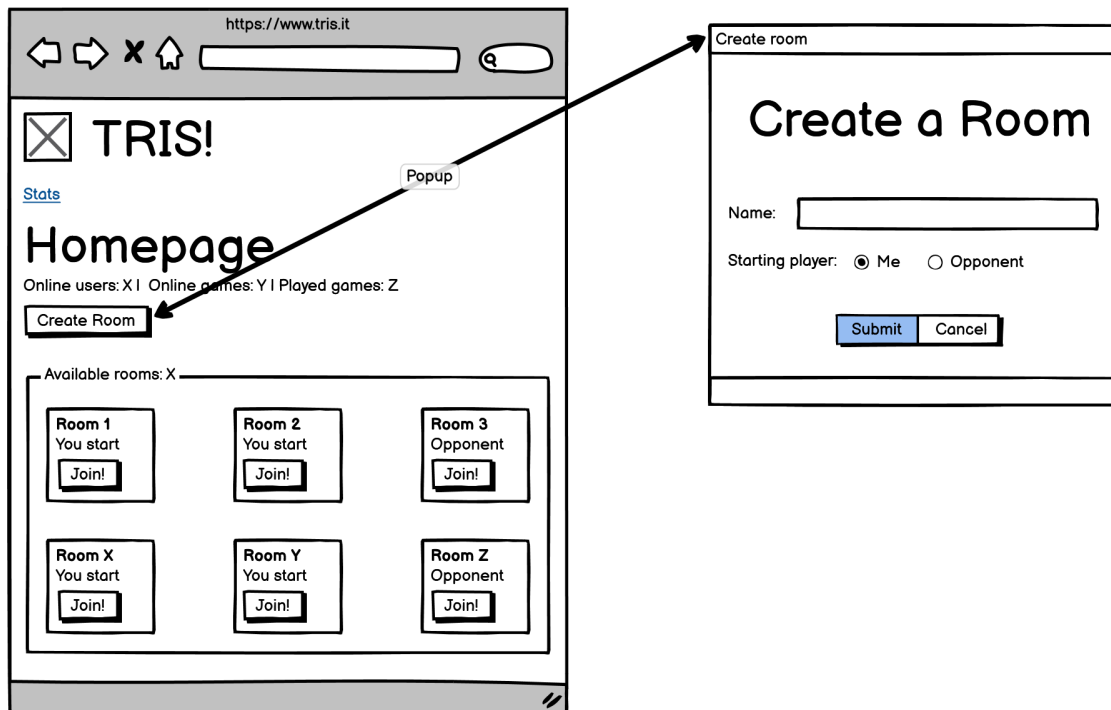 https://www.tris.it
TRIS!
Stats
Homepage
Online users: X | Online games: Y | Played games: Z
Create Room
Available rooms: X
Room 1
You start
Join!
Room 2
You start
Join!
Room 3
Opponent
Join!
Room X
You start
Join!
Room Y
You start
Join!
Room Z
Opponent
Join!
Popup
Create room
Create a Room
Name:
Starting player: Me Opponent
Submit Cancel